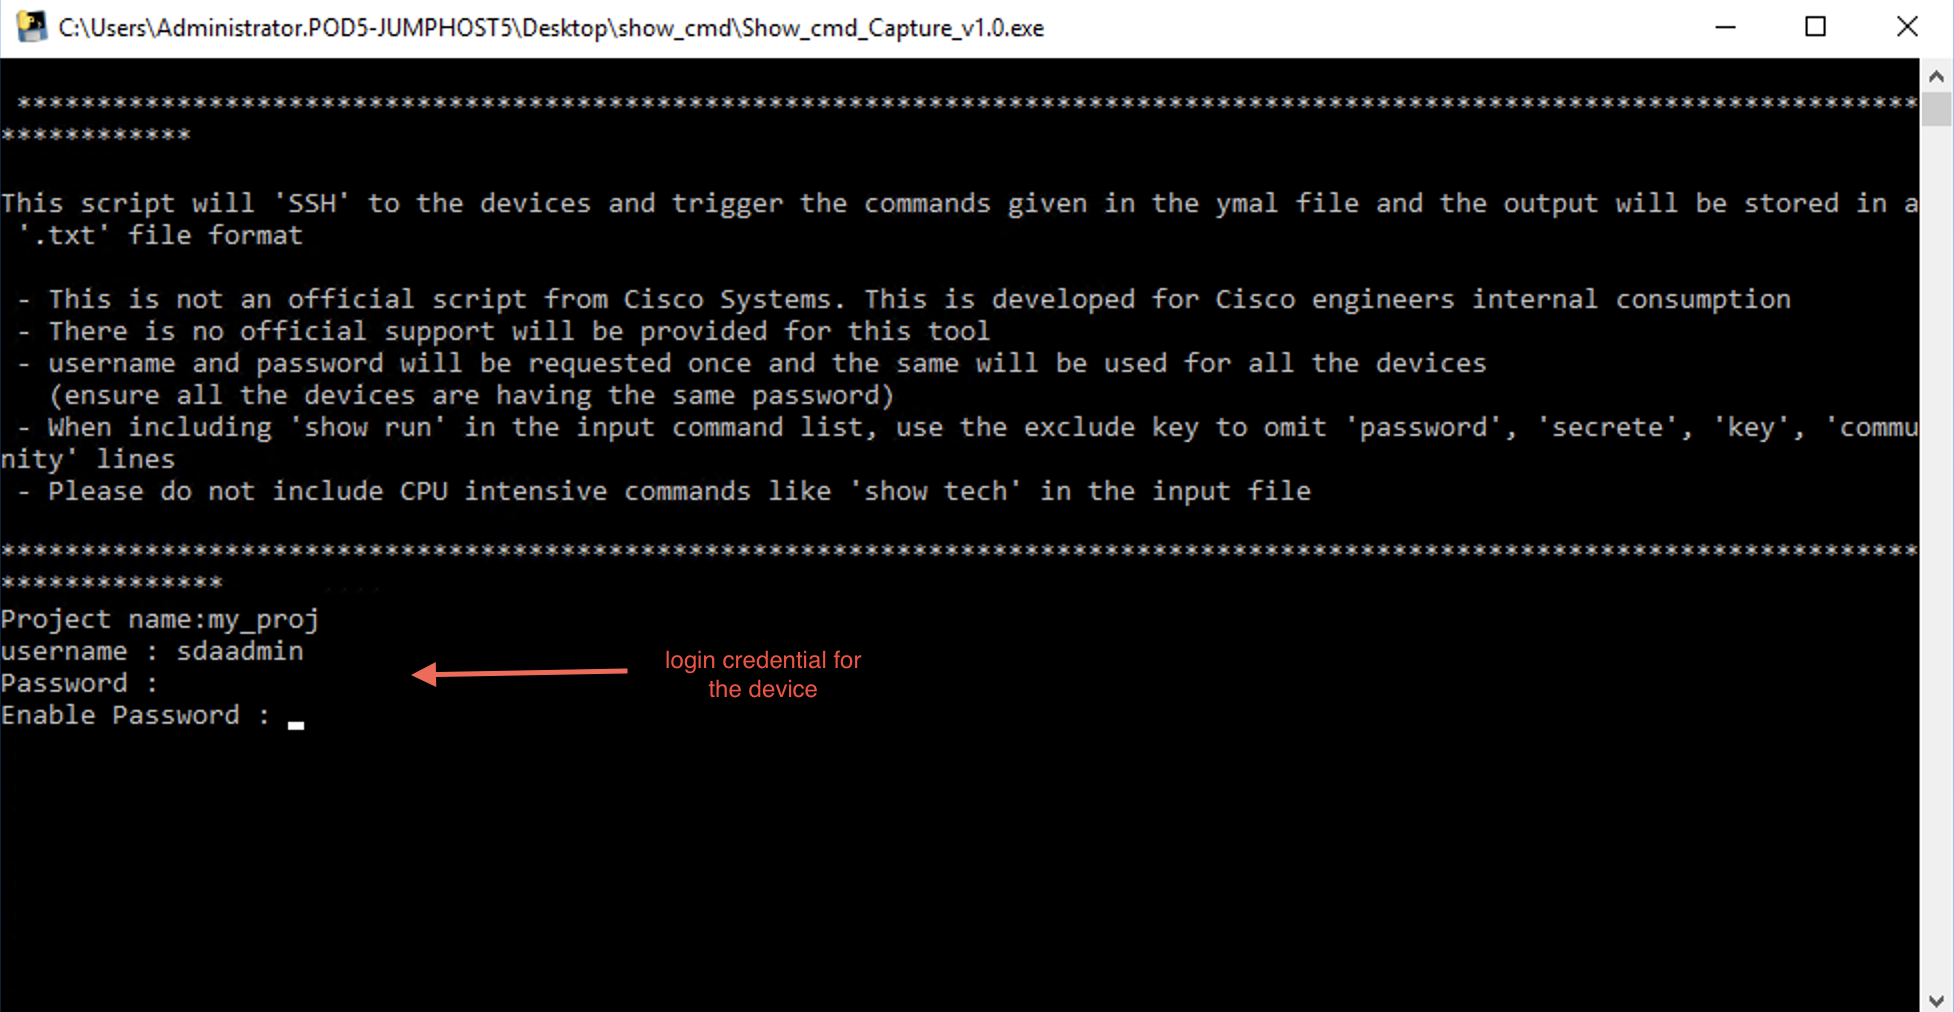 C:\Users\Administrator.POD5-JUMPHOST5\Desktop\show_cmd\Show_cmd_Capture_v1.0.exe
***********************************************************************************************************************
************
This script will 'SSH' to the devices and trigger the commands given in the ymal file and the output will be stored in a
'.txt' file format
- This is not an official script from Cisco Systems. This is developed for Cisco engineers internal consumption
- There is no official support will be provided for this tool
- username and password will be requested once and the same will be used for all the devices
(ensure all the devices are having the same password)
- When including 'show run' in the input command list, use the exclude key to omit 'password', 'secrete', 'key', 'commu
nity' lines
- Please do not include CPU intensive commands like 'show tech' in the input file
************************************************************************************************************************
**************
Project name:my_proj
username : sdaadmin
Password :
Enable Password :
login credential for
the device